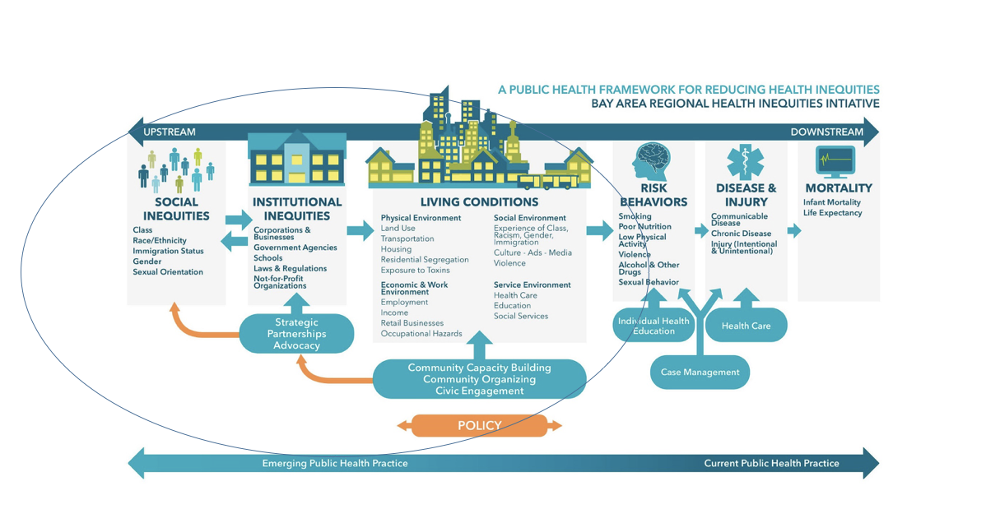 A PUBLIC HEALTH FRAMEWORK FOR REDUCING HEALTH INEQUITIES
BAY AREA REGIONAL HEALTH INEQUITIES INTIATIVE
UPSTREAM
DOWNSTREAM
SOCIAL
INEQUITIES
Class
Race/Ethnicity
Immigration Status
Gender
Sexual Orientation
INSTITUTIONAL
INEQUITIES
Corporations &
Businesses
Government Agencies
Schools
Laws & Regulations
Not-for-Profit
Organizations
Strategic
Partnerships
Advocacy
LIVING CONDITIONS
Physical Environment
Land Use
Transportation
Housing
Residential Segregation
Exposure to Toxins
Economic & Work
Environment
Employment
Income
Retail Businesses
Occupational Hazards
Social Environment
Experience of Class,
Racism, Gender,
Immigration
Culture - Ads - Media
Violence
Service Environment
Health Care
Education
Social Services
Community Capacity Building
Community Organizing
Civic Engagement
RISK
BEHAVIORS
Smoking
Poor Nutrition
Low Physical
Activity
Violence
Alcohol & Other
Drugs
Sexual Behavior
Individual Health
Education
DISEASE &
INJURY
Communicable
Disease
Chronic Disease
Injury (Intentional
& Unintentional)
Health Care
Case Management
MORTALITY
Infant Mortality
Life Expectancy
POLICY
Emerging Public Health Practice
Current Public Health Practice